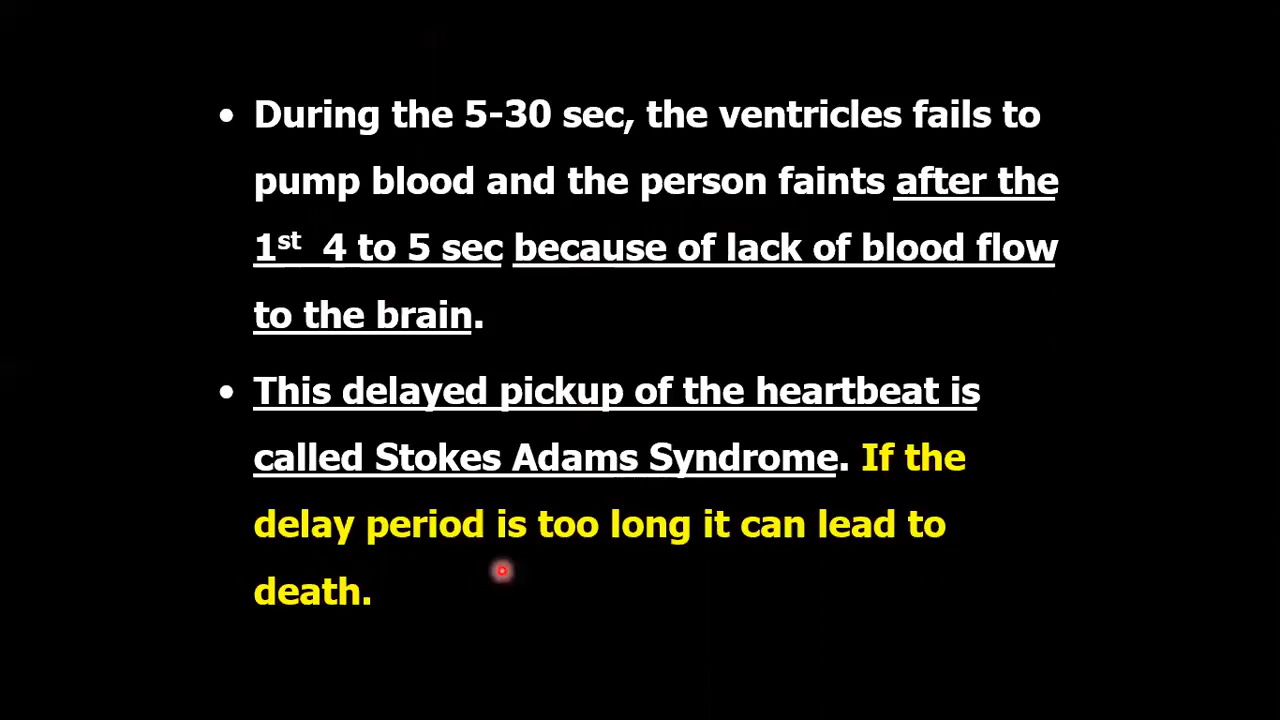 • During the 5-30 sec, the ventricles fails to
pump blood and the person faints after the
1st 4 to 5 sec because of lack of blood flow
to the brain.
• This delayed pickup of the heartbeat is
called Stokes Adams Syndrome. If the
delay period is too long it can lead to
death.